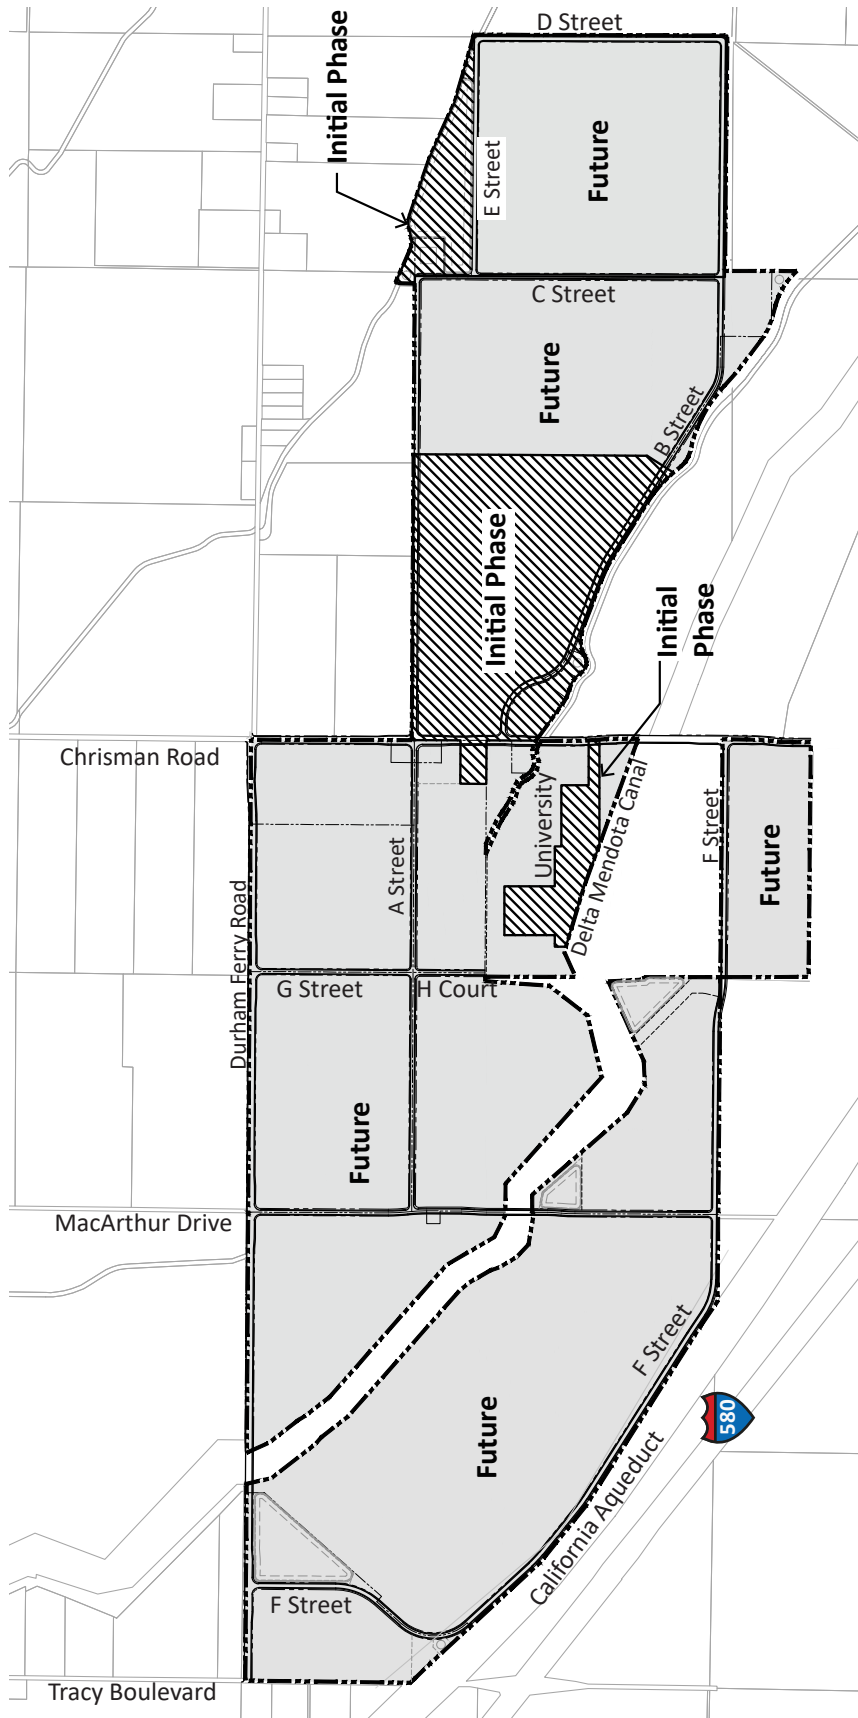 D Street
Initial Phase
Future
E Street
C Street
Future
B Street
Initial Phase
Initial
Phase
Chrisman Road
University
Delta Mendota Canal
F Street
A Street
Future
Durham Ferry Road
G Street
H Court
Future
MacArthur Drive
F Street
Future
580
California Aqueduct
F Street
Tracy Boulevard